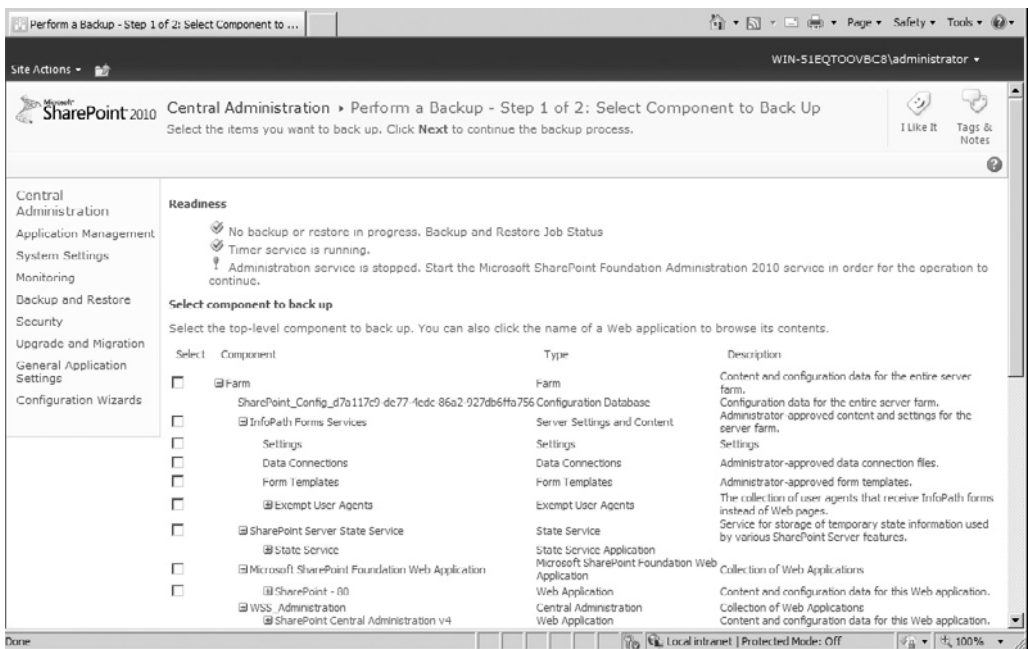 Perform a Backup - Step 1 of 2: Select Component to ...
Page
Safety
Tools
WIN-51EQTOOVBC8\administrator
Site Actions
Microsoft
SharePoint 2010
Central Administration ▸ Perform a Backup - Step 1 of 2: Select Component to Back Up
Select the items you want to back up. Click Next to continue the backup process.
I Like It
Tags &
Notes
Central
Administration
Application Management
System Settings
Monitoring
Backup and Restore
Security
Upgrade and Migration
General Application
Settings
Configuration Wizards
Readiness
No backup or restore in progress. Backup and Restore Job Status
Timer service is running.
Administration service is stopped. Start the Microsoft SharePoint Foundation Administration 2010 service in order for the operation to
continue.
Select component to back up
Select the top-level component to back up. You can also click the name of a Web application to browse its contents.
Select Component Type Description
Farm Farm Content and configuration data for the entire server
farm.
SharePoint_Config_d7a117c9-dc77-4cdc-86a2-927db6ffa756 Configuration Database Configuration data for the entire server farm.
InfoPath Forms Services Server Settings and Content Administrator-approved content and settings for the
server farm.
Settings Settings Settings
Data Connections Data Connections Administrator-approved data connection files.
Form Templates Form Templates Administrator-approved form templates.
Exempt User Agents Exempt User Agents The collection of user agents that receive InfoPath forms
instead of Web pages.
SharePoint Server State Service State Service Service for storage of temporary state information used
by various SharePoint Server features.
State Service State Service Application
Microsoft SharePoint Foundation Web Application Microsoft SharePoint Foundation Web
Application Collection of Web Applications
SharePoint - 80 Web Application Content and configuration data for this Web application.
WSS_Administration Central Administration Collection of Web Applications
SharePoint Central Administration v4 Web Application Content and configuration data for this Web application.
Done
Local intranet | Protected Mode: Off
100%